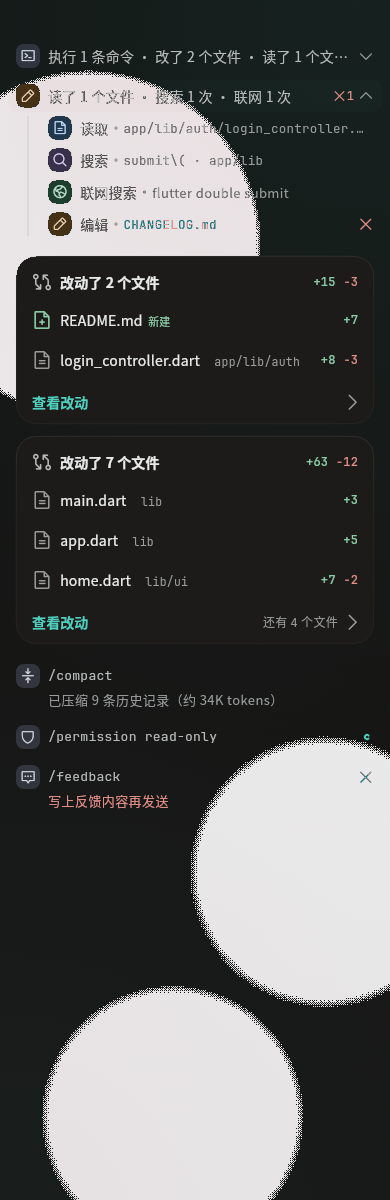 执行 1 条命令 · 改了 2 个文件 · 读了 1 个文…
读了 1 个文件 · 搜索 1 次 · 联网 1 次 ×1
读取 · app/lib/auth/login_controller.…
搜索 · submit\( · app/lib
联网搜索 · flutter double submit
编辑 · CHANGELOG.md
改动了 2 个文件 +15 -3
README.md 新建 +7
login_controller.dart app/lib/auth +8 -3
查看改动
改动了 7 个文件 +63 -12
main.dart lib +3
app.dart lib +5
home.dart lib/ui +7 -2
查看改动 还有 4 个文件
/compact
已压缩 9 条历史记录（约 34K tokens）
/permission read-only
/feedback
写上反馈内容再发送